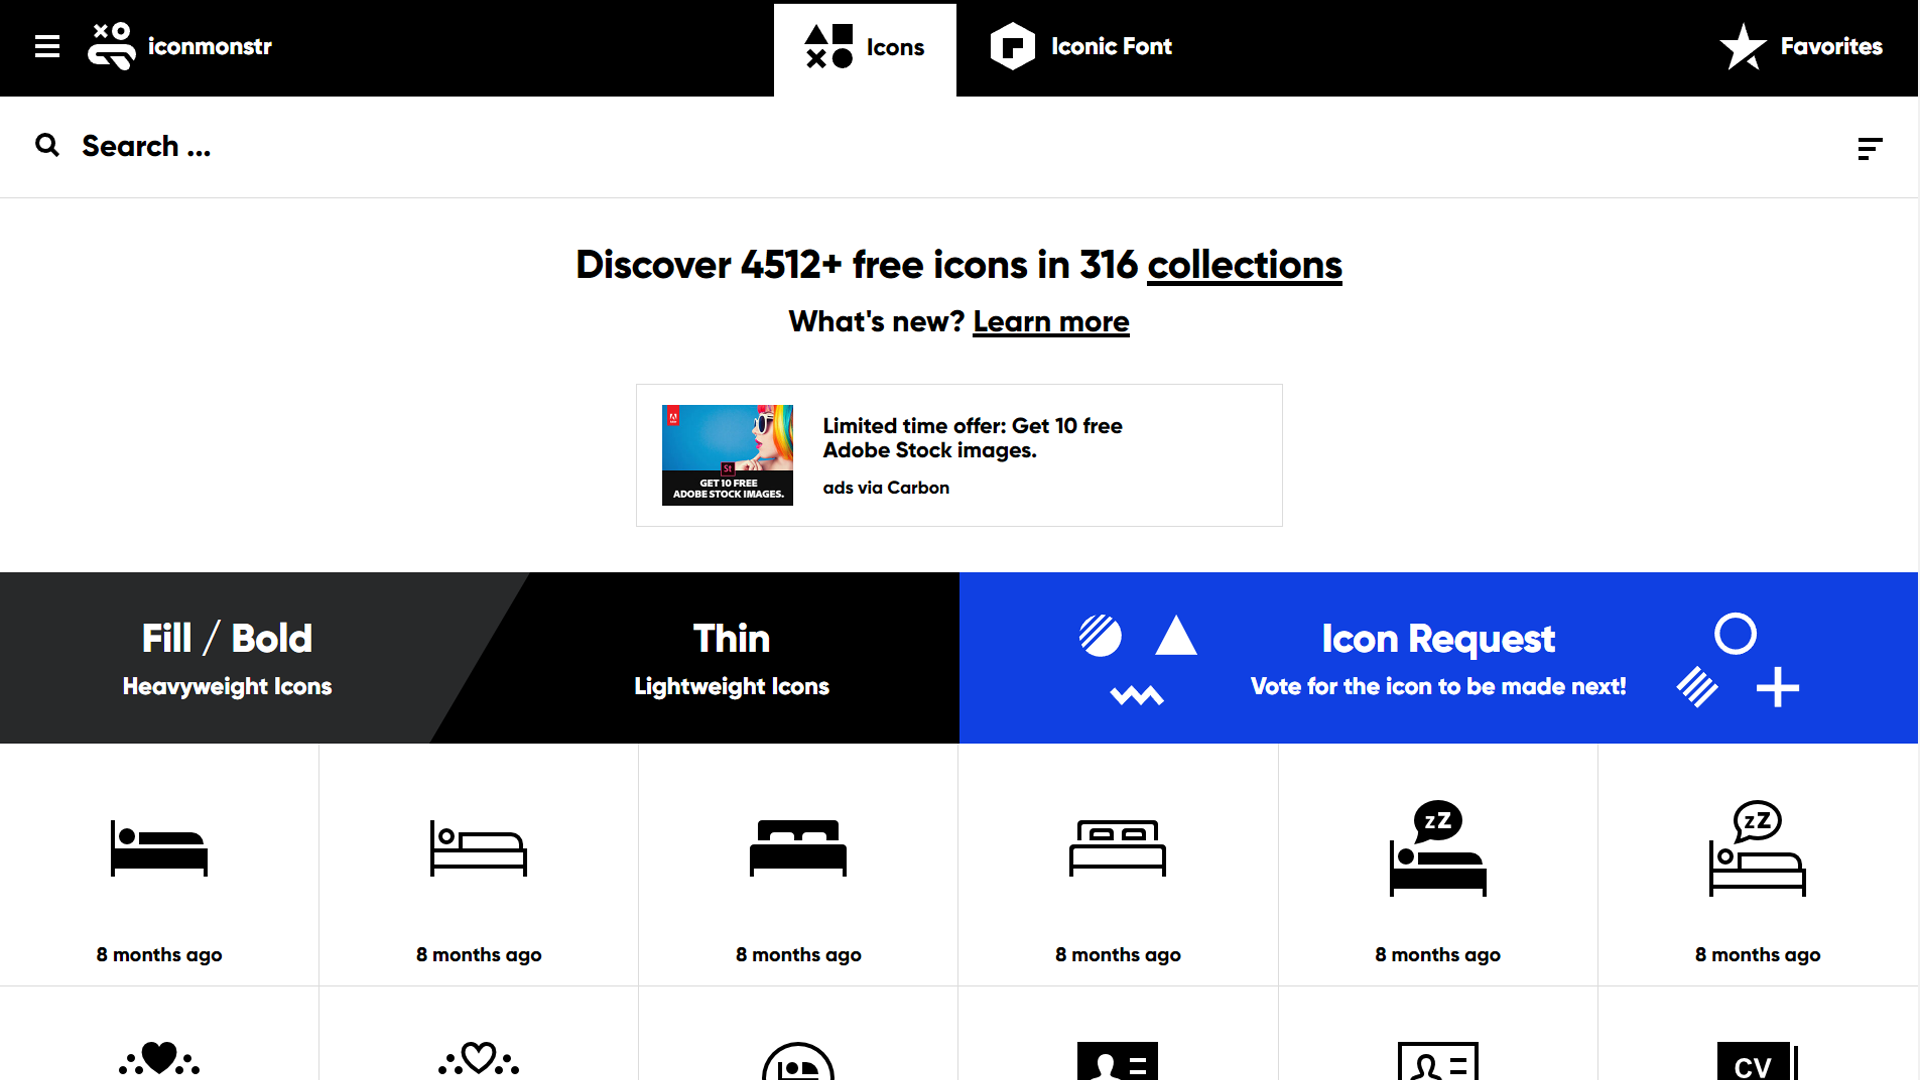 iconmonstr
Icons
Iconic Font
Favorites
Search ...
Discover 4512+ free icons in 316 collections
What's new? Learn more
St
GET 10 FREE
ADOBE STOCK IMAGES.
Limited time offer: Get 10 free
Adobe Stock images.
ads via Carbon
Fill / Bold
Heavyweight Icons
Thin
Lightweight Icons
Icon Request
Vote for the icon to be made next!
zZ
zZ
8 months ago
8 months ago
8 months ago
8 months ago
8 months ago
8 months ago
CV